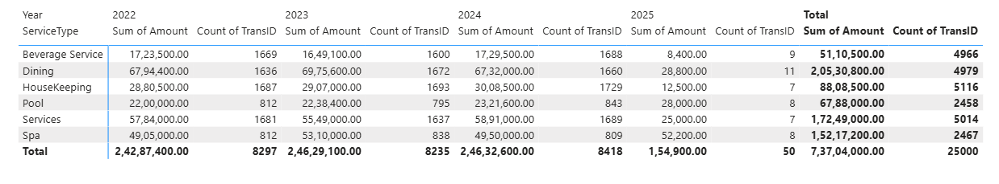 Year 2022 2023 2024 2025 Total
ServiceType Sum of Amount Count of TransID Sum of Amount Count of TransID Sum of Amount Count of TransID Sum of Amount Count of TransID Sum of Amount Count of TransID
Beverage Service 17,23,500.00 1669 16,49,100.00 1600 17,29,500.00 1688 8,400.00 9 51,10,500.00 4966
Dining 67,94,400.00 1636 69,75,600.00 1672 67,32,000.00 1660 28,800.00 11 2,05,30,800.00 4979
HouseKeeping 28,80,500.00 1687 29,07,000.00 1693 30,08,500.00 1729 12,500.00 7 88,08,500.00 5116
Pool 22,00,000.00 812 22,38,400.00 795 23,21,600.00 843 28,000.00 8 67,88,000.00 2458
Services 57,84,000.00 1681 55,49,000.00 1637 58,91,000.00 1689 25,000.00 7 1,72,49,000.00 5014
Spa 49,05,000.00 812 53,10,000.00 838 49,50,000.00 809 52,200.00 8 1,52,17,200.00 2467
Total 2,42,87,400.00 8297 2,46,29,100.00 8235 2,46,32,600.00 8418 1,54,900.00 50 7,37,04,000.00 25000